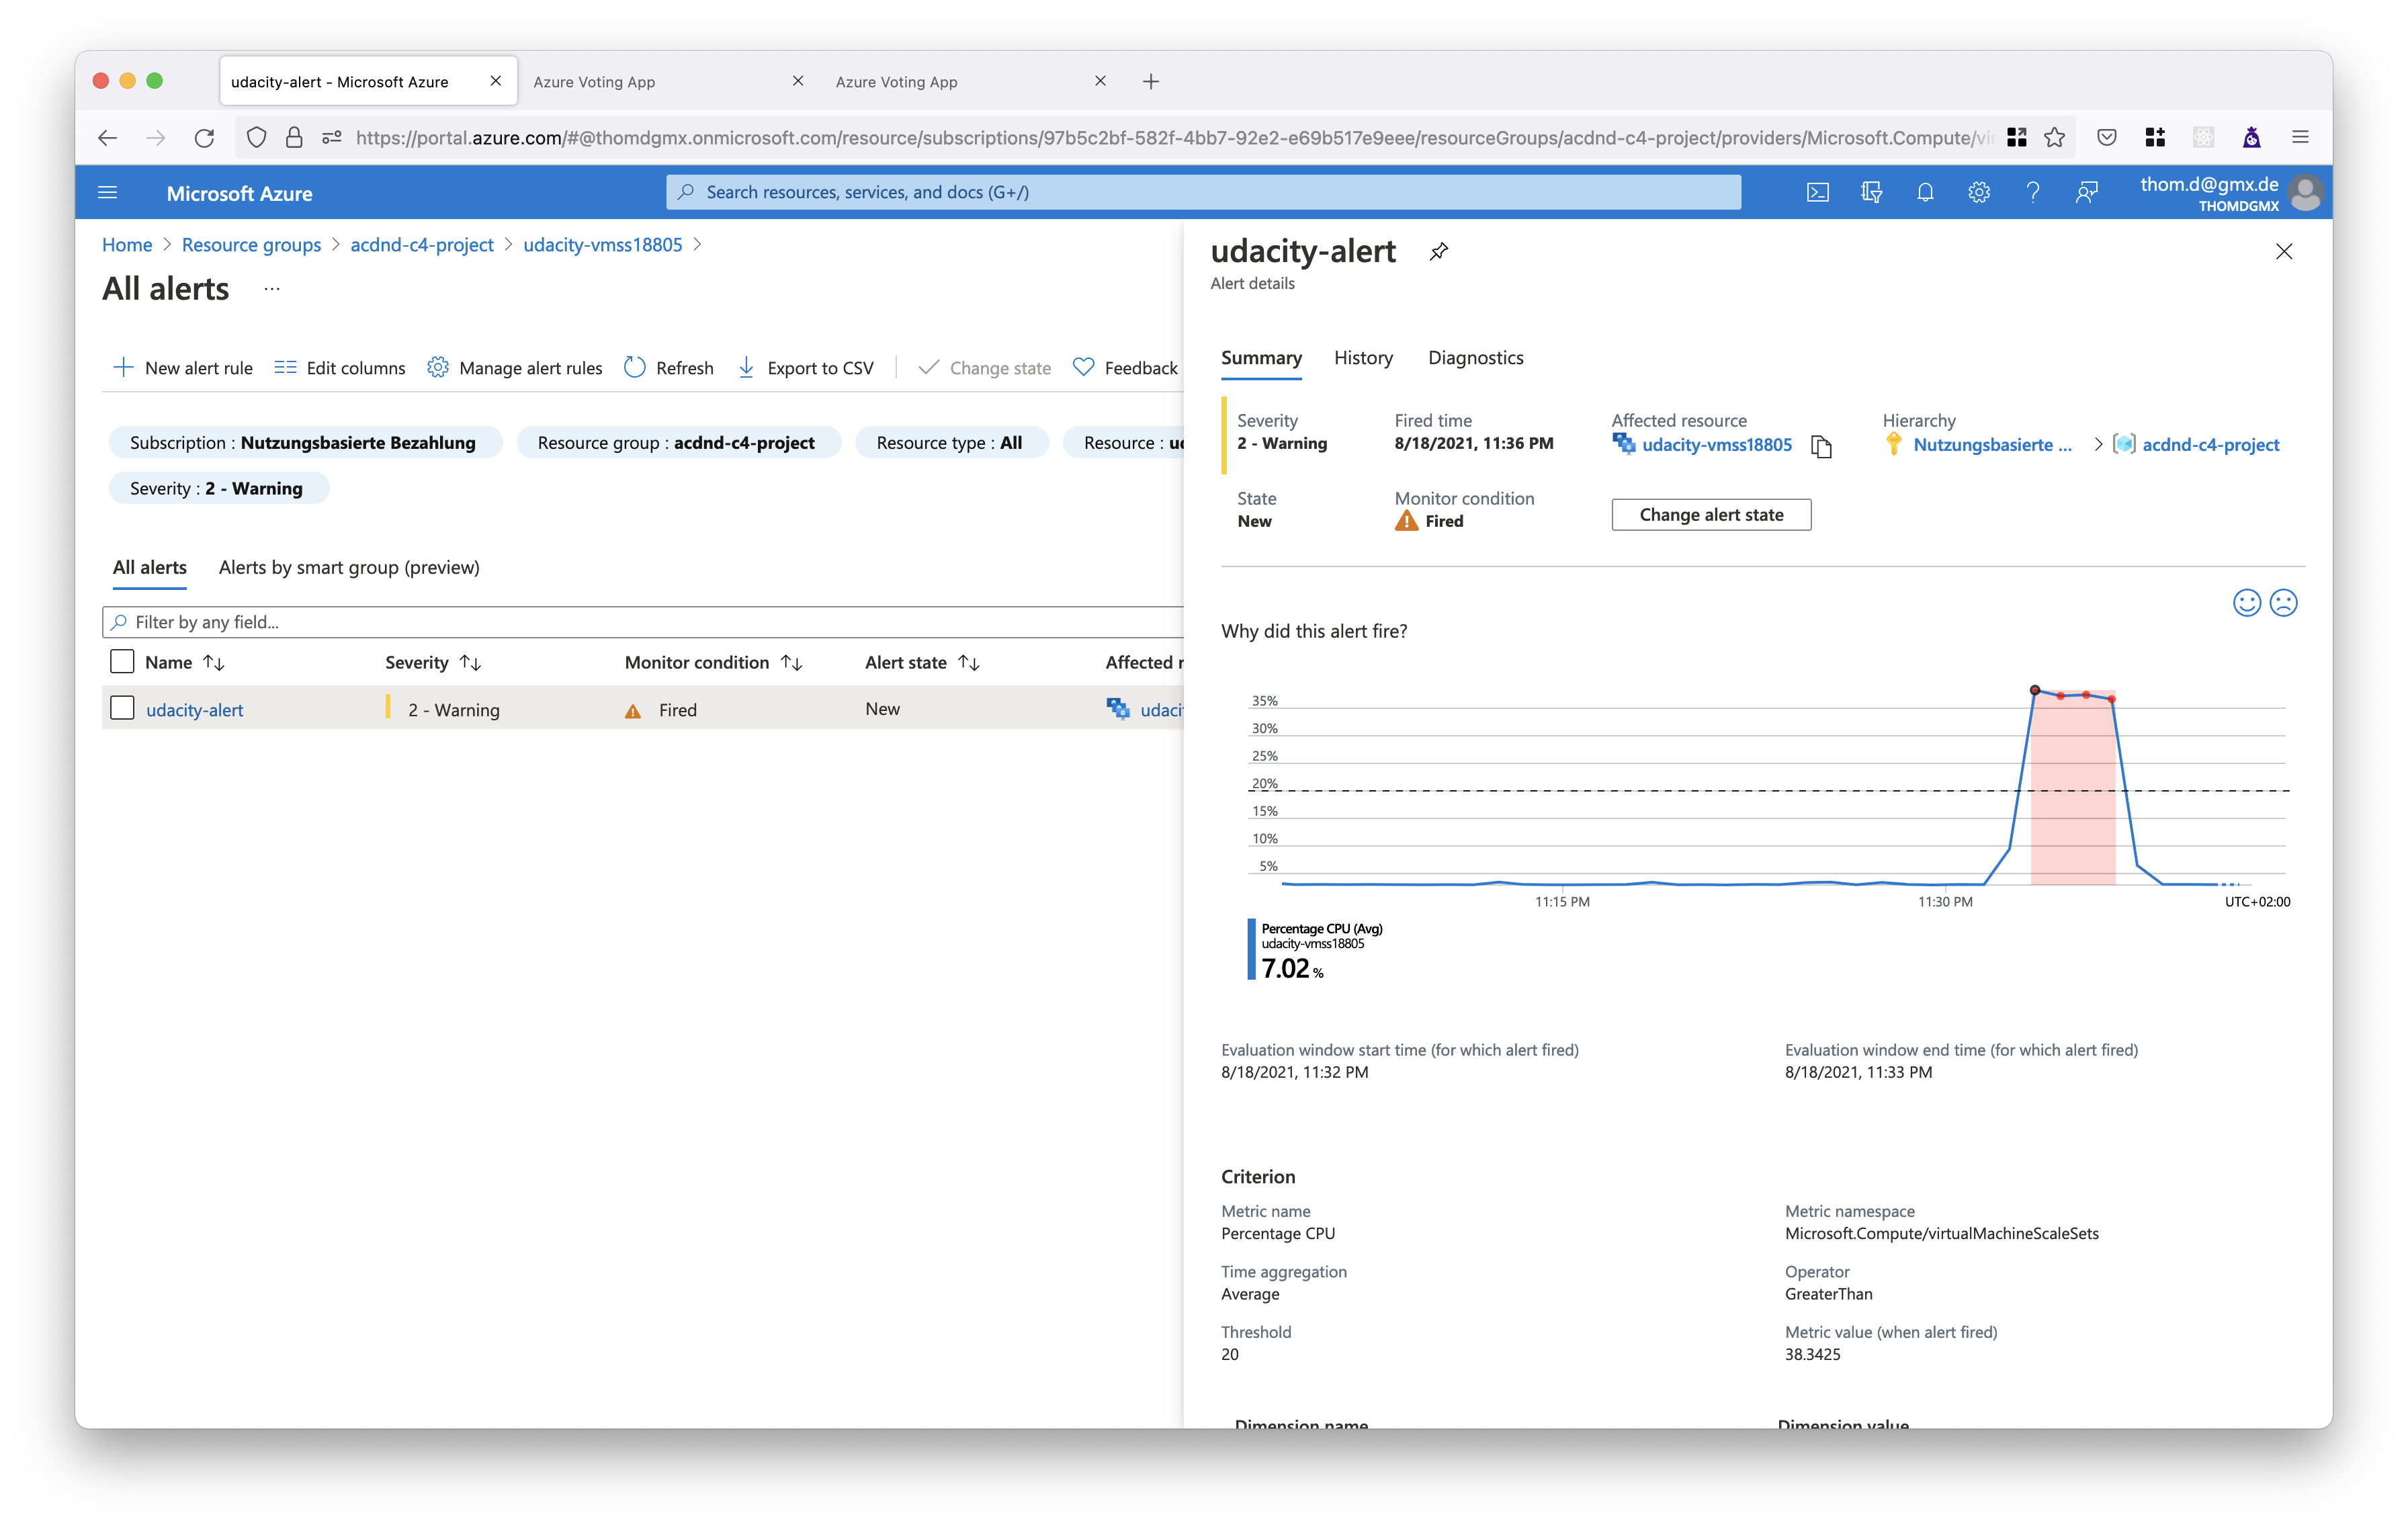 udacity-alert - Microsoft Azure
Azure Voting App
Azure Voting App
https://portal.azure.com/#@thomdgmx.onmicrosoft.com/resource/subscriptions/97b5c2bf-582f-4bb7-92e2-e69b517e9eee/resourceGroups/acdnd-c4-project/providers/Microsoft.Compute/vi
Microsoft Azure
Search resources, services, and docs (G+/)
thom.d@gmx.de
THOMDGMX
Home > Resource groups > acdnd-c4-project > udacity-vmss18805 >
All alerts ...
New alert rule
Edit columns
Manage alert rules
Refresh
Export to CSV
Change state
Feedback
Subscription : Nutzungsbasierte Bezahlung
Resource group : acdnd-c4-project
Resource type : All
Resource : u
Severity : 2 - Warning
All alerts
Alerts by smart group (preview)
Filter by any field...
Name
Severity
Monitor condition
Alert state
Affected
udacity-alert
2 - Warning
Fired
New
udaci
udacity-alert
Alert details
Summary
History
Diagnostics
Severity
2 - Warning
Fired time
8/18/2021, 11:36 PM
Affected resource
udacity-vmss18805
Hierarchy
Nutzungsbasierte ... > acdnd-c4-project
State
New
Monitor condition
Fired
Change alert state
Why did this alert fire?
35%
30%
25%
20%
15%
10%
5%
11:15 PM
11:30 PM
UTC+02:00
Percentage CPU (Avg)
udacity-vmss18805
7.02 %
Evaluation window start time (for which alert fired)
8/18/2021, 11:32 PM
Evaluation window end time (for which alert fired)
8/18/2021, 11:33 PM
Criterion
Metric name
Percentage CPU
Metric namespace
Microsoft.Compute/virtualMachineScaleSets
Time aggregation
Average
Operator
GreaterThan
Threshold
20
Metric value (when alert fired)
38.3425
Dimension name
Dimension value